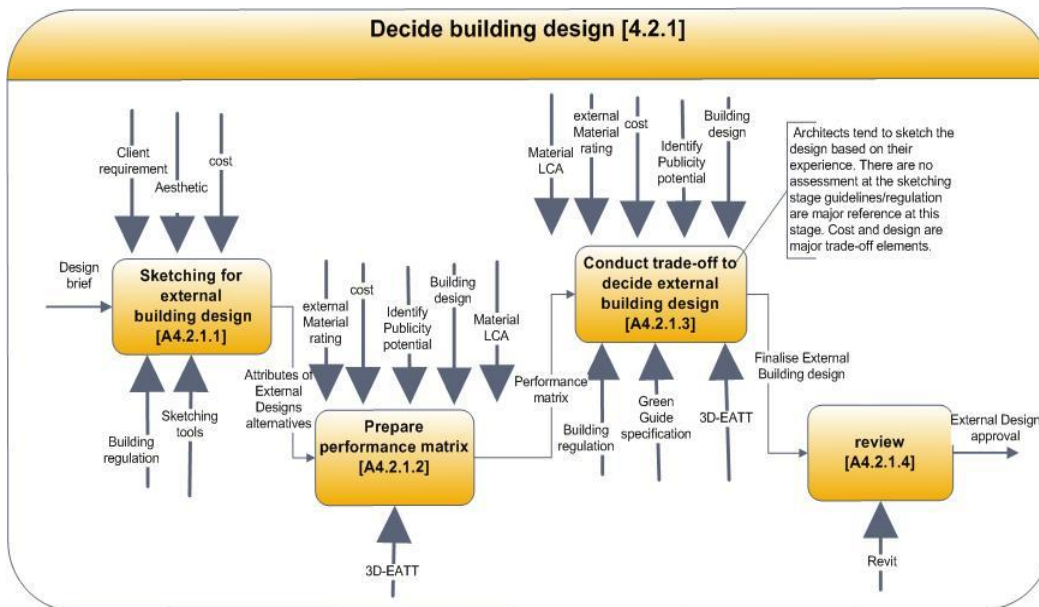 Decide building design [4.2.1]
Client
requirement
Aesthetic
cost
Design
brief
Sketching for
external
building design
[A4.2.1.1]
Building
regulation
Sketching
tools
Attributes of
External
Designs
alternatives
external
Material
rating
cost
Identify
Publicity
potential
Building
design
Material
LCA
Prepare
performance matrix
[A4.2.1.2]
3D-EATT
Performance
matrix
Material
LCA
external
Material
rating
cost
Identify
Publicity
potential
Building
design
Conduct trade-off to
decide external
building design
[A4.2.1.3]
Building
regulation
Green
Guide
specification
3D-EATT
Architects tend to sketch the
design based on their
experience. There are no
assessment at the sketching
stage guidelines/regulation
are major reference at this
stage. Cost and design are
major trade-off elements.
Finalise External
Building design
review
[A4.2.1.4]
Revit
External Design
approval